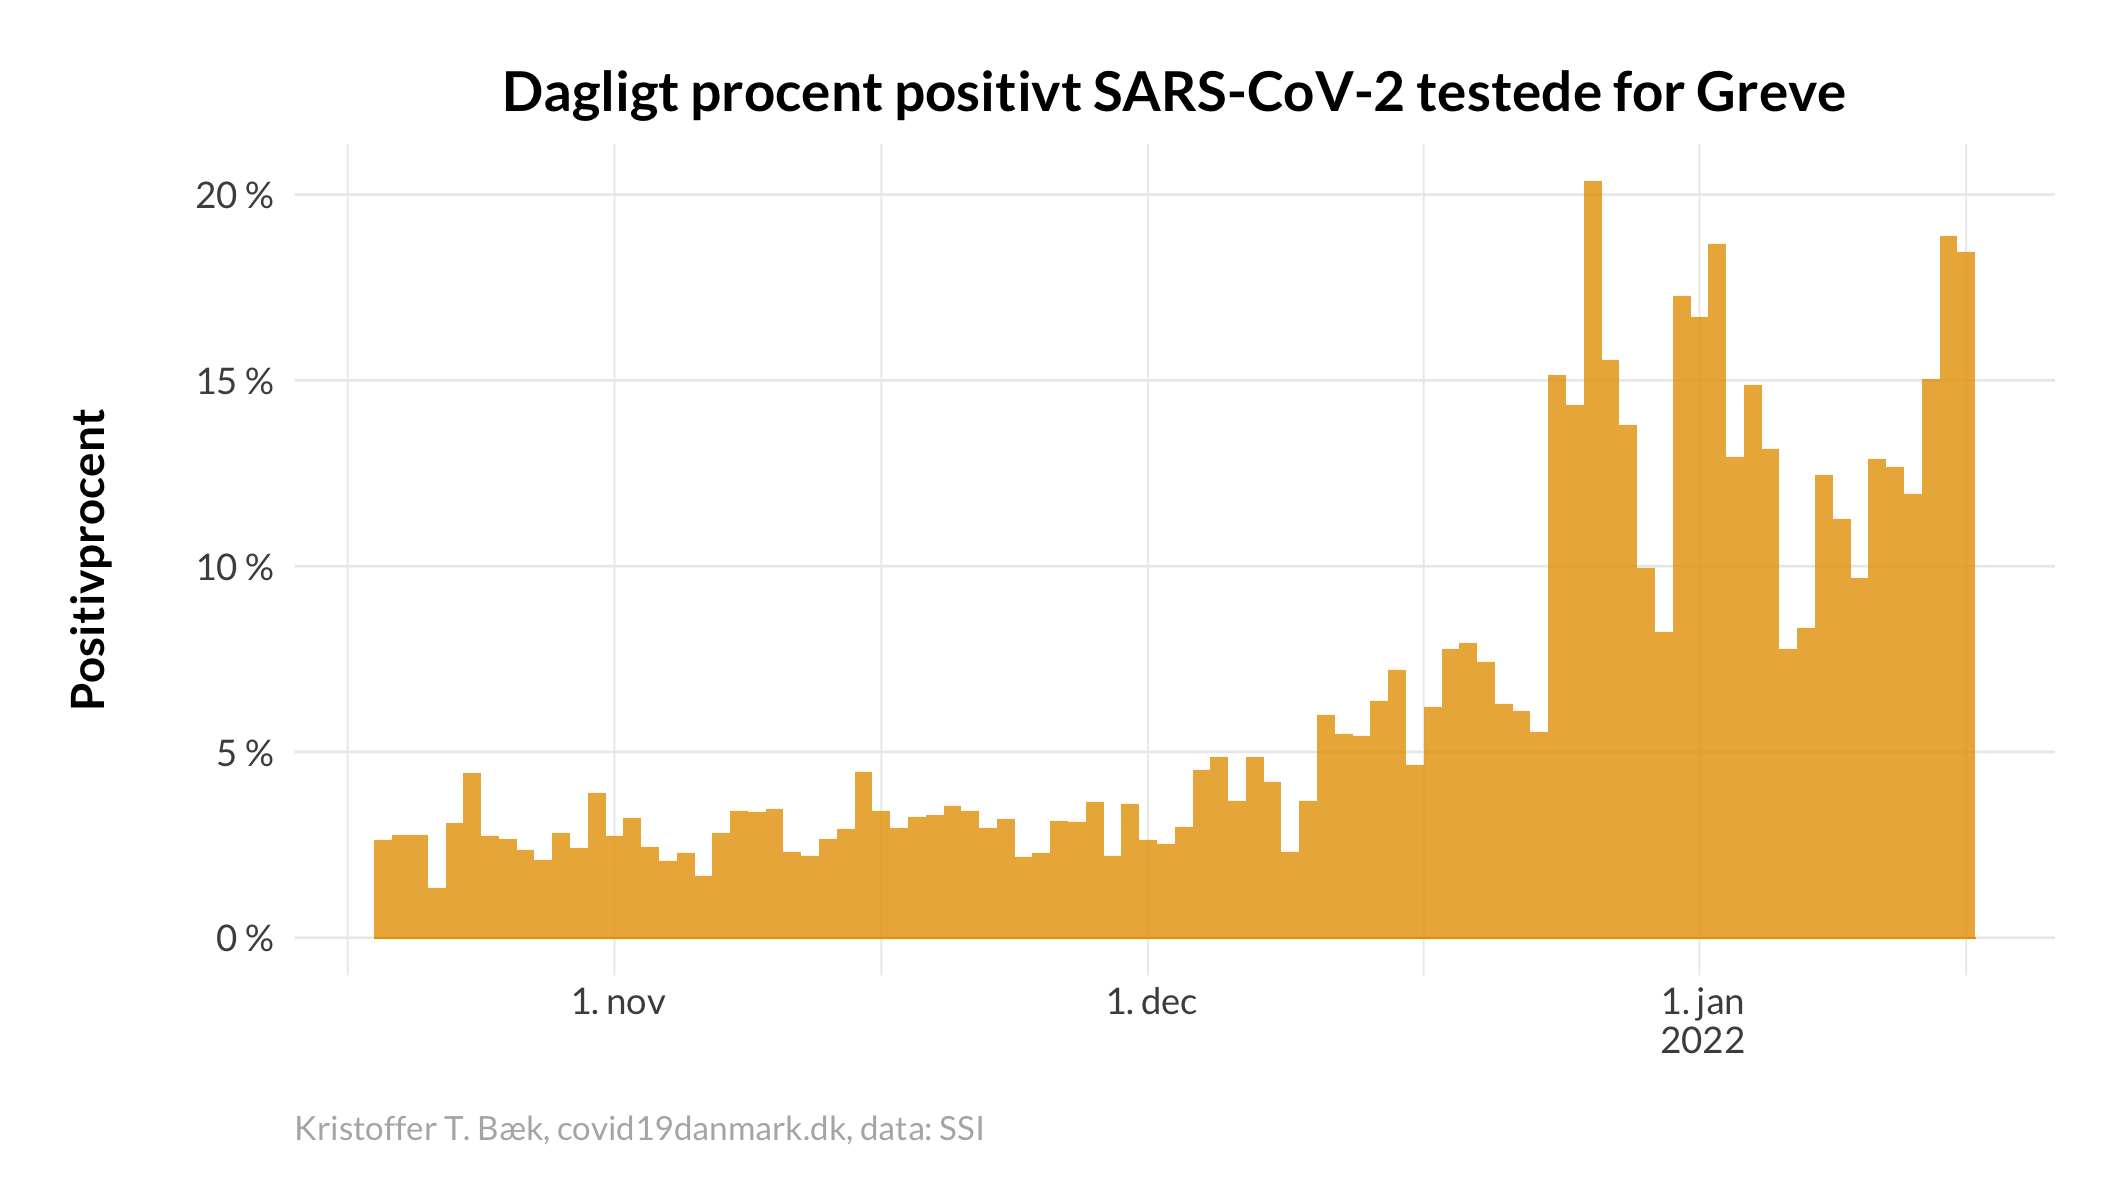 Dagligt procent positivt SARS-CoV-2 testede for Greve
Positivprocent
20 %
15 %
10 %
5 %
0 %
1. nov
1. dec
1. jan
2022
Kristoffer T. Bæk, covid19danmark.dk, data: SSI